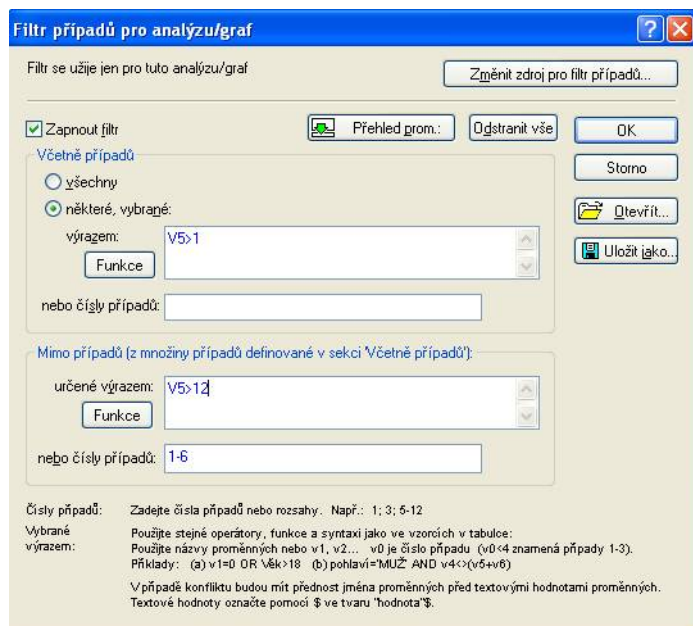 Filtr případů pro analýzu/graf
Filtr se užije jen pro tuto analýzu/graf
Změnit zdroj pro filtr případů...
Zapnout filtr
Přehled prom.:
Odstranit vše
OK
Včetně případů
Storno
všechny
některé, vybrané:
Otevřít...
výrazem:
V5>1
Funkce
Uložit jako...
nebo čísly případů:
Mimo případů (z množiny případů definované v sekci 'Včetně případů'):
určené výrazem:
V5>12
Funkce
nebo čísly případů:
1-6
Čísly případů: Zadejte čísla případů nebo rozsahy. Např.: 1; 3; 5-12
Vybrané výrazem: Použijte stejné operátory, funkce a syntaxi jako ve vzorcích v tabulce:
Použijte názvy proměnných nebo v1, v2... v0 je číslo případu (v0<4 znamená případy 1-3).
Příklady: (a) v1=0 OR Věk>18 (b) pohlaví='MUŽ' AND v4<>(v5+v6)
V případě konfliktu budou mít přednost jména proměnných před textovými hodnotami proměnných.
Textové hodnoty označte pomocí $ ve tvaru "hodnota"$.